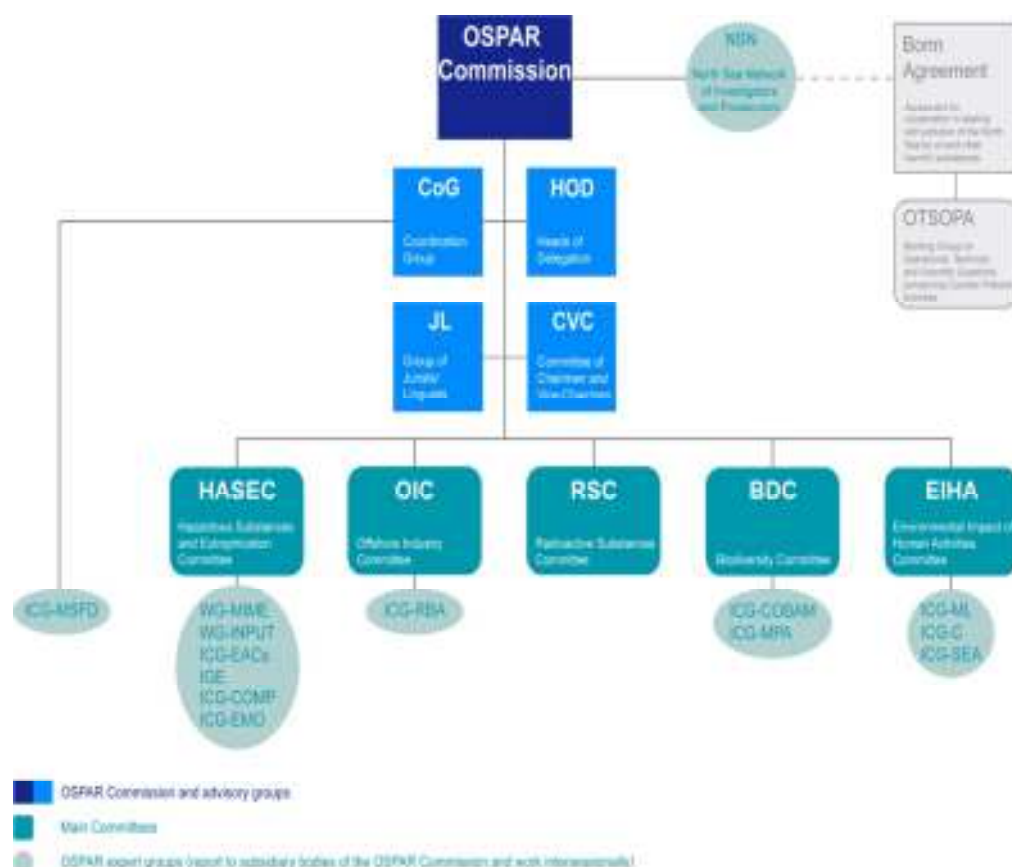 OSPAR
Commission
NSN
North Sea Network
of Investigators
and Prosecutors
Bonn
Agreement
OTSOPA
CoG
Coordination
Group
HOD
Heads of
Delegation
JL
Group of
Jurists/
Linguists
CVC
Committee of
Chairmen and
Vice-Chairmen
HASEC
Hazardous Substances
and Eutrophication
Committee
OIC
Offshore Industry
Committee
RSC
Radioactive Substances
Committee
BDC
Biodiversity Committee
EIHA
Environmental Impact of
Human Activities
Committee
ICG-MSFD
WG-MIME
WG-INPUT
ICG-EACs
IGE
ICG-COMP
ICG-EMO
ICG-RBA
ICG-COBAM
ICG-MPA
ICG-ML
ICG-C
ICG-SEA
OSPAR Commission and advisory groups
Main Committees
OSPAR expert groups (report to subsidiary bodies of the OSPAR Commission and work intersessionally)